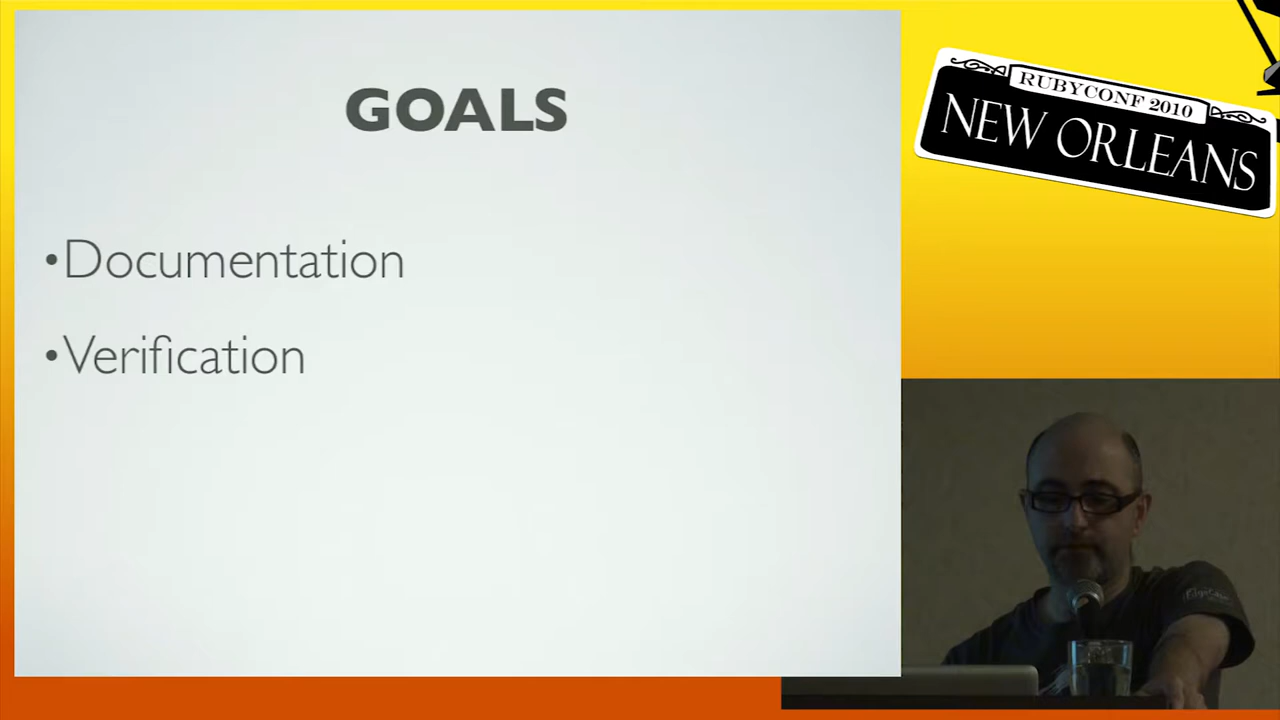 GOALS
•Documentation
•Verification
RUBYCONF 2010
NEW ORLEANS